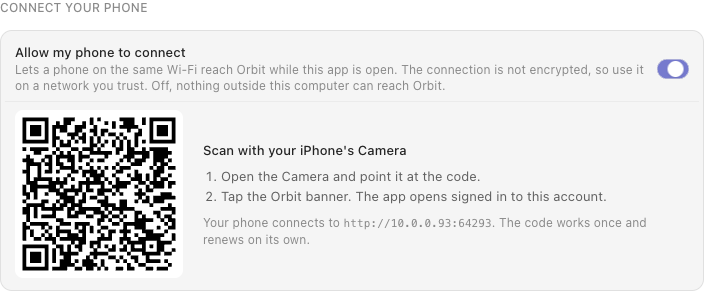 CONNECT YOUR PHONE
Allow my phone to connect
Lets a phone on the same Wi-Fi reach Orbit while this app is open. The connection is not encrypted, so use it
on a network you trust. Off, nothing outside this computer can reach Orbit.
Scan with your iPhone's Camera
1. Open the Camera and point it at the code.
2. Tap the Orbit banner. The app opens signed in to this account.
Your phone connects to http://10.0.0.93:64293. The code works once and
renews on its own.